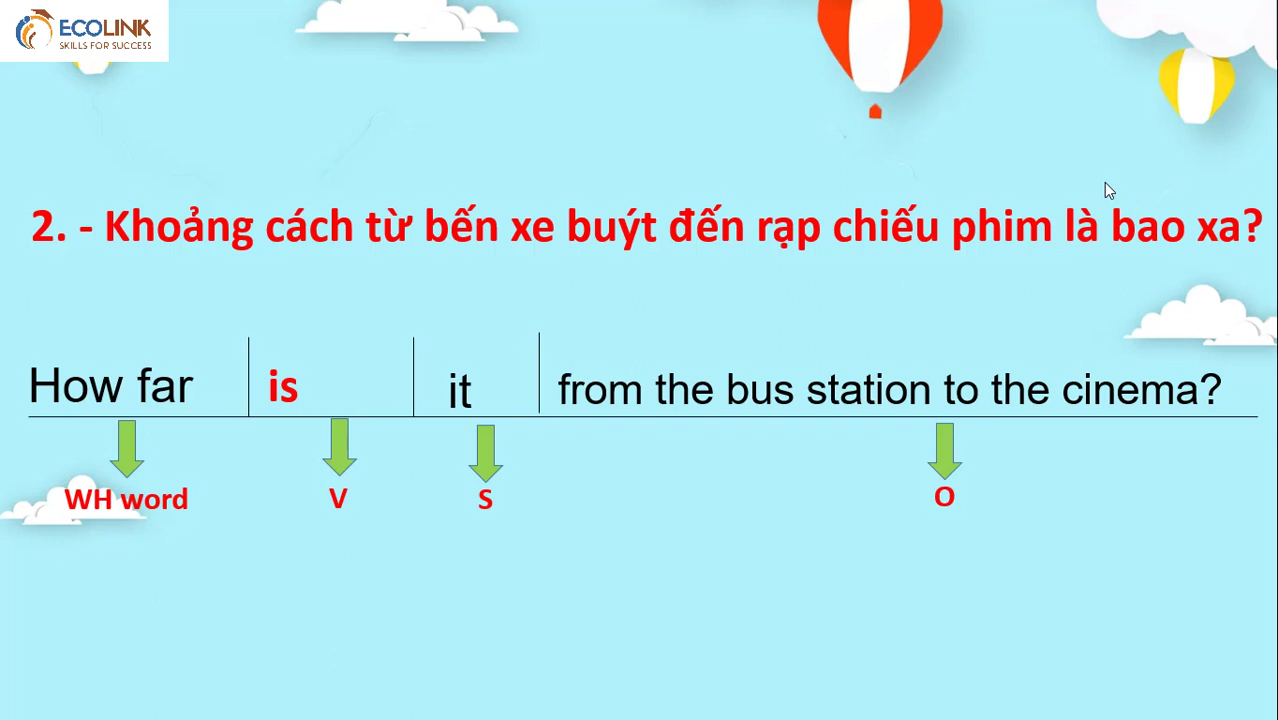 ECOLINK
SKILLS FOR SUCCESS
2. - Khoảng cách từ bến xe buýt đến rạp chiếu phim là bao xa?
How far is it from the bus station to the cinema?
WH word V S O